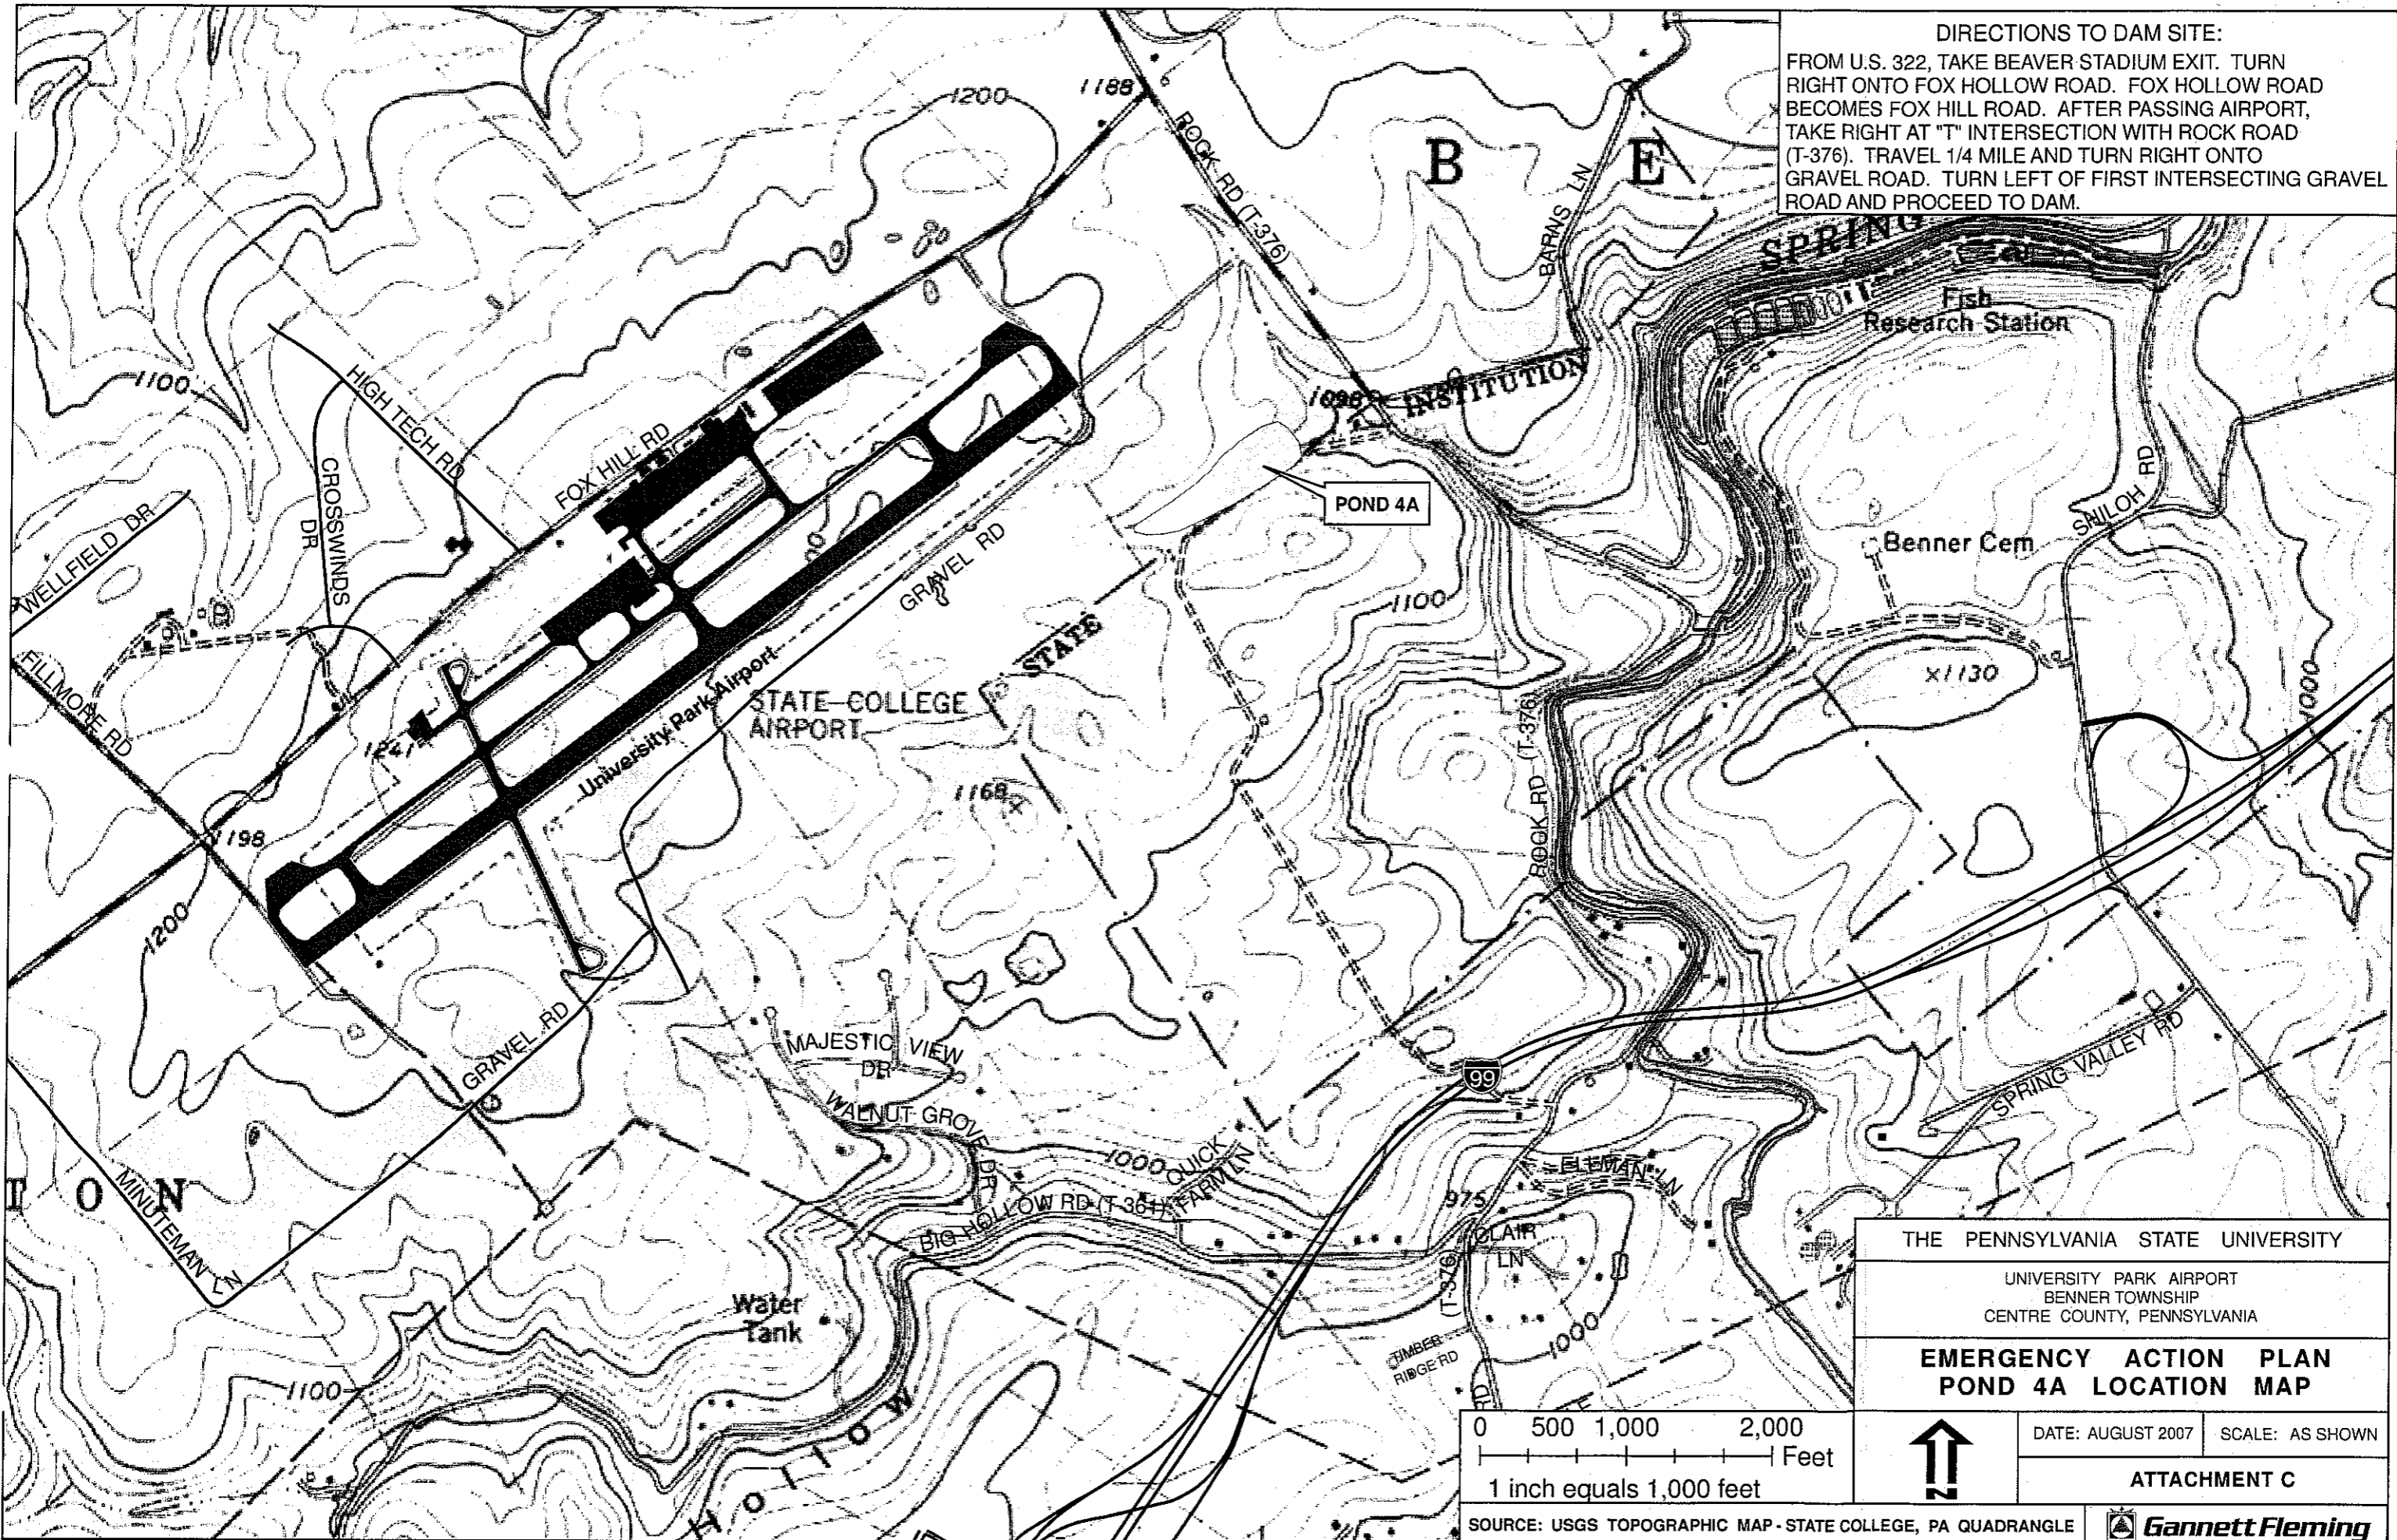 DIRECTIONS TO DAM SITE:
FROM U.S. 322, TAKE BEAVER STADIUM EXIT. TURN
RIGHT ONTO FOX HOLLOW ROAD. FOX HOLLOW ROAD
BECOMES FOX HILL ROAD. AFTER PASSING AIRPORT,
TAKE RIGHT AT "T" INTERSECTION WITH ROCK ROAD
(T-376). TRAVEL 1/4 MILE AND TURN RIGHT ONTO
GRAVEL ROAD. TURN LEFT OF FIRST INTERSECTING GRAVEL
ROAD AND PROCEED TO DAM.
1188
1200
ROCK RD (T-376)
B E
BARNS LN
SPRING
Fish
Research Station
1100
HIGH TECH RD
CROSSWINDS
DR
FOX HILL RD
1098
INSTITUTION
POND 4A
SHILOH RD
WELLFIELD DR
Benner Cem
GRAVEL RD
1100
STATE
FILLMORE RD
x1130
1000
1241
University Park Airport
STATE COLLEGE
AIRPORT
ROCK RD (T-376)
1168
x
1198
1200
GRAVEL RD
MAJESTIC VIEW
DR
99
SPRING VALLEY RD
WALNUT GROVE DR
1000
QUICK
FARM LN
T O N
MINUTEMAN LN
BIG HOLLOW RD (T-361)
ELLMAN LN
975
CLAIR
LN
(T-376)
Water
Tank
1000
TIMBER
RIDGE RD
RD
1100
Hollow
THE PENNSYLVANIA STATE UNIVERSITY
UNIVERSITY PARK AIRPORT
BENNER TOWNSHIP
CENTRE COUNTY, PENNSYLVANIA
EMERGENCY ACTION PLAN
POND 4A LOCATION MAP
0 500 1,000 2,000
Feet
1 inch equals 1,000 feet
N
DATE: AUGUST 2007
SCALE: AS SHOWN
ATTACHMENT C
SOURCE: USGS TOPOGRAPHIC MAP - STATE COLLEGE, PA QUADRANGLE
Gannett Fleming